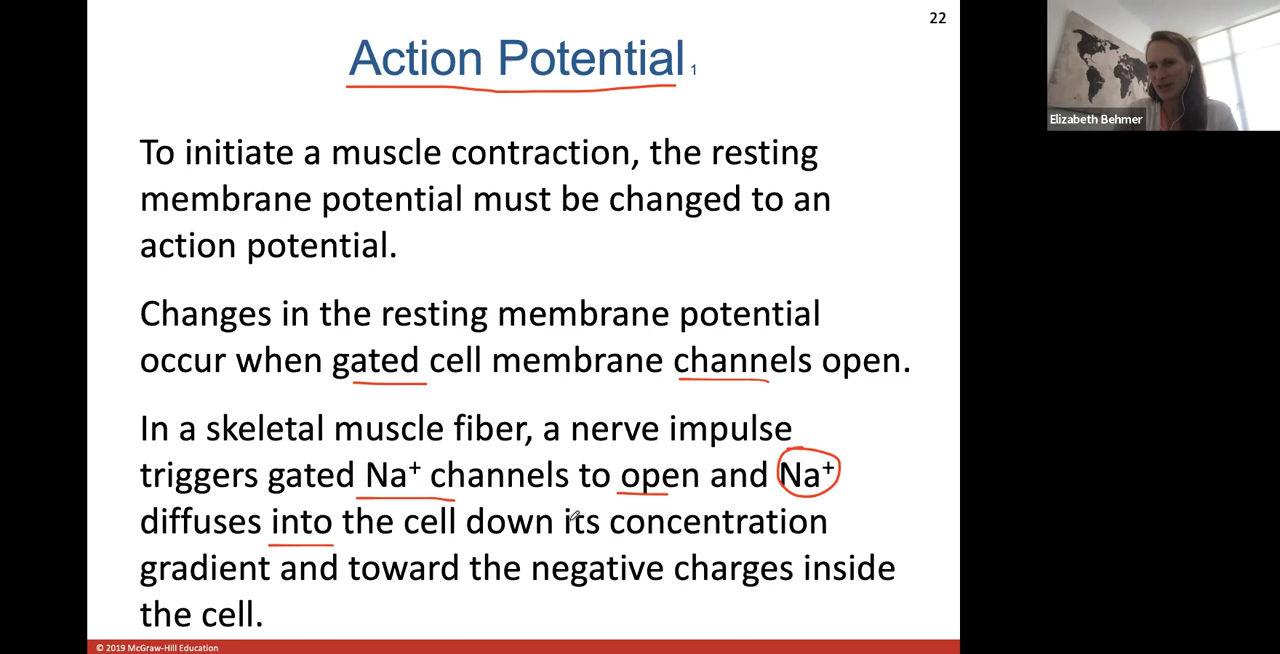 22
Action Potential 1
Elizabeth Behmer
To initiate a muscle contraction, the resting
membrane potential must be changed to an
action potential.
Changes in the resting membrane potential
occur when gated cell membrane channels open.
In a skeletal muscle fiber, a nerve impulse
triggers gated Na⁺ channels to open and Na⁺
diffuses into the cell down its concentration
gradient and toward the negative charges inside
the cell.
© 2019 McGraw-Hill Education